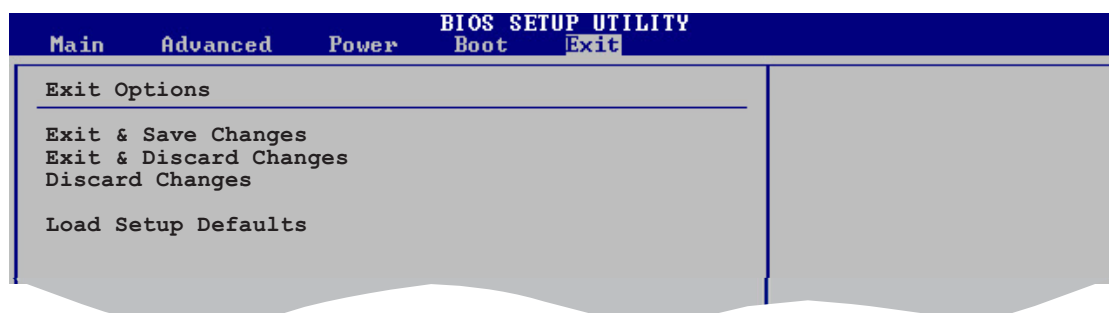 BIOS SETUP UTILITY
Main Advanced Power Boot Exit
Exit Options
Exit & Save Changes
Exit & Discard Changes
Discard Changes
Load Setup Defaults